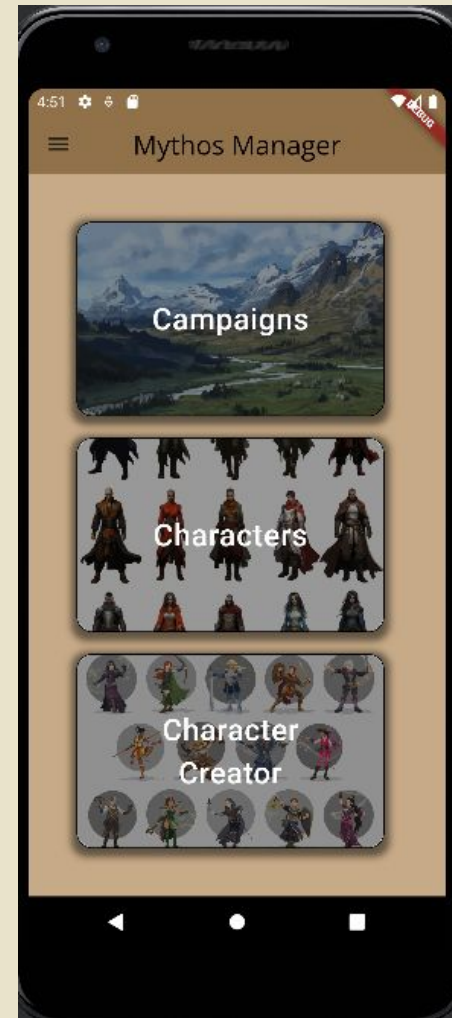 4:51
DEBUG
Mythos Manager
Campaigns
Characters
Character
Creator